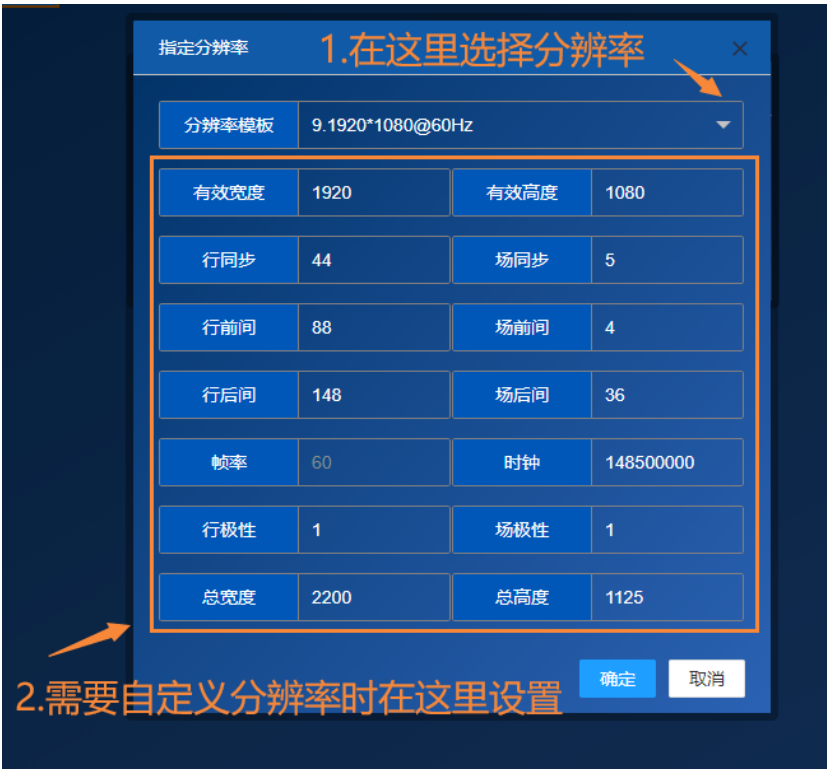 指定分辨率
1.在这里选择分辨率
分辨率模板 9.1920*1080@60Hz
有效宽度 1920 有效高度 1080
行同步 44 场同步 5
行前间 88 场前间 4
行后间 148 场后间 36
帧率 60 时钟 148500000
行极性 1 场极性 1
总宽度 2200 总高度 1125
确定 取消
2.需要自定义分辨率时在这里设置